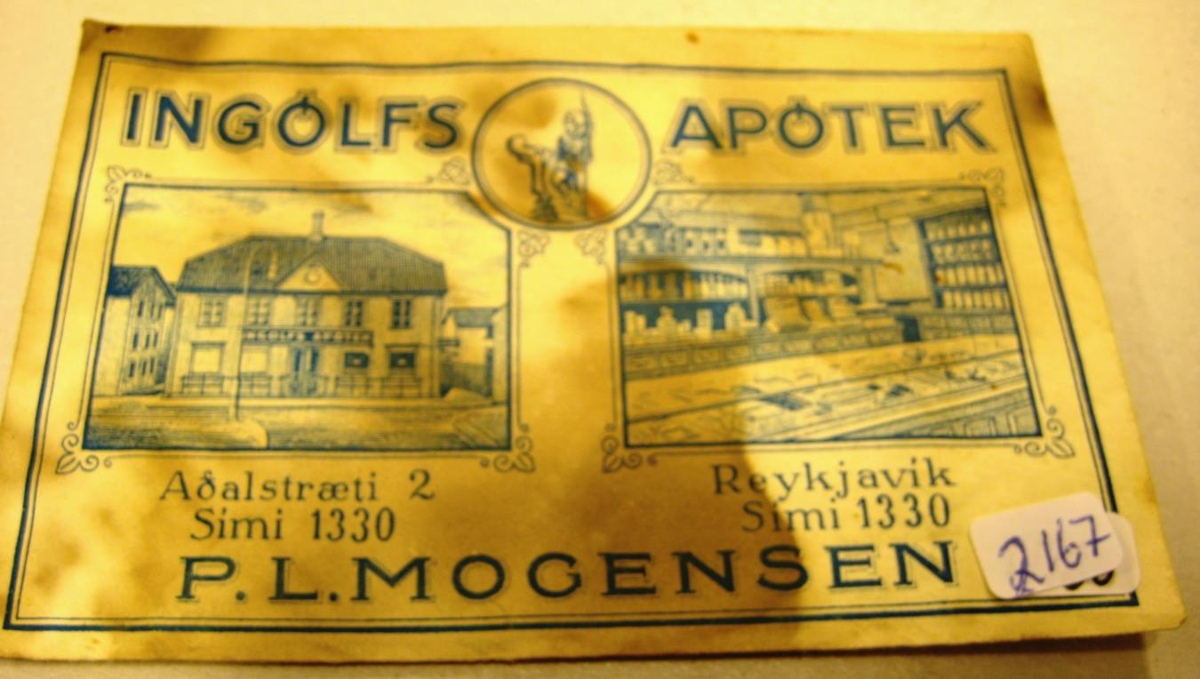 INGÓLFS APÓTEK
INGÓLFS APÓTEK
Aðalstræti 2
Sími 1330
Reykjavík
Sími 1330
P.L. MOGENSEN
2167